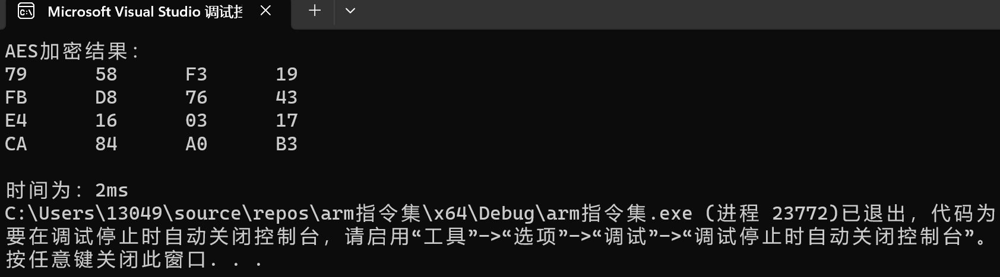 Microsoft Visual Studio 调试
AES加密结果：
79 58 F3 19
FB D8 76 43
E4 16 03 17
CA 84 A0 B3
时间为：2ms
C:\Users\13049\source\repos\arm指令集\x64\Debug\arm指令集.exe (进程 23772)已退出，代码为
要在调试停止时自动关闭控制台，请启用“工具”->“选项”->“调试”->“调试停止时自动关闭控制台”。
按任意键关闭此窗口. . .